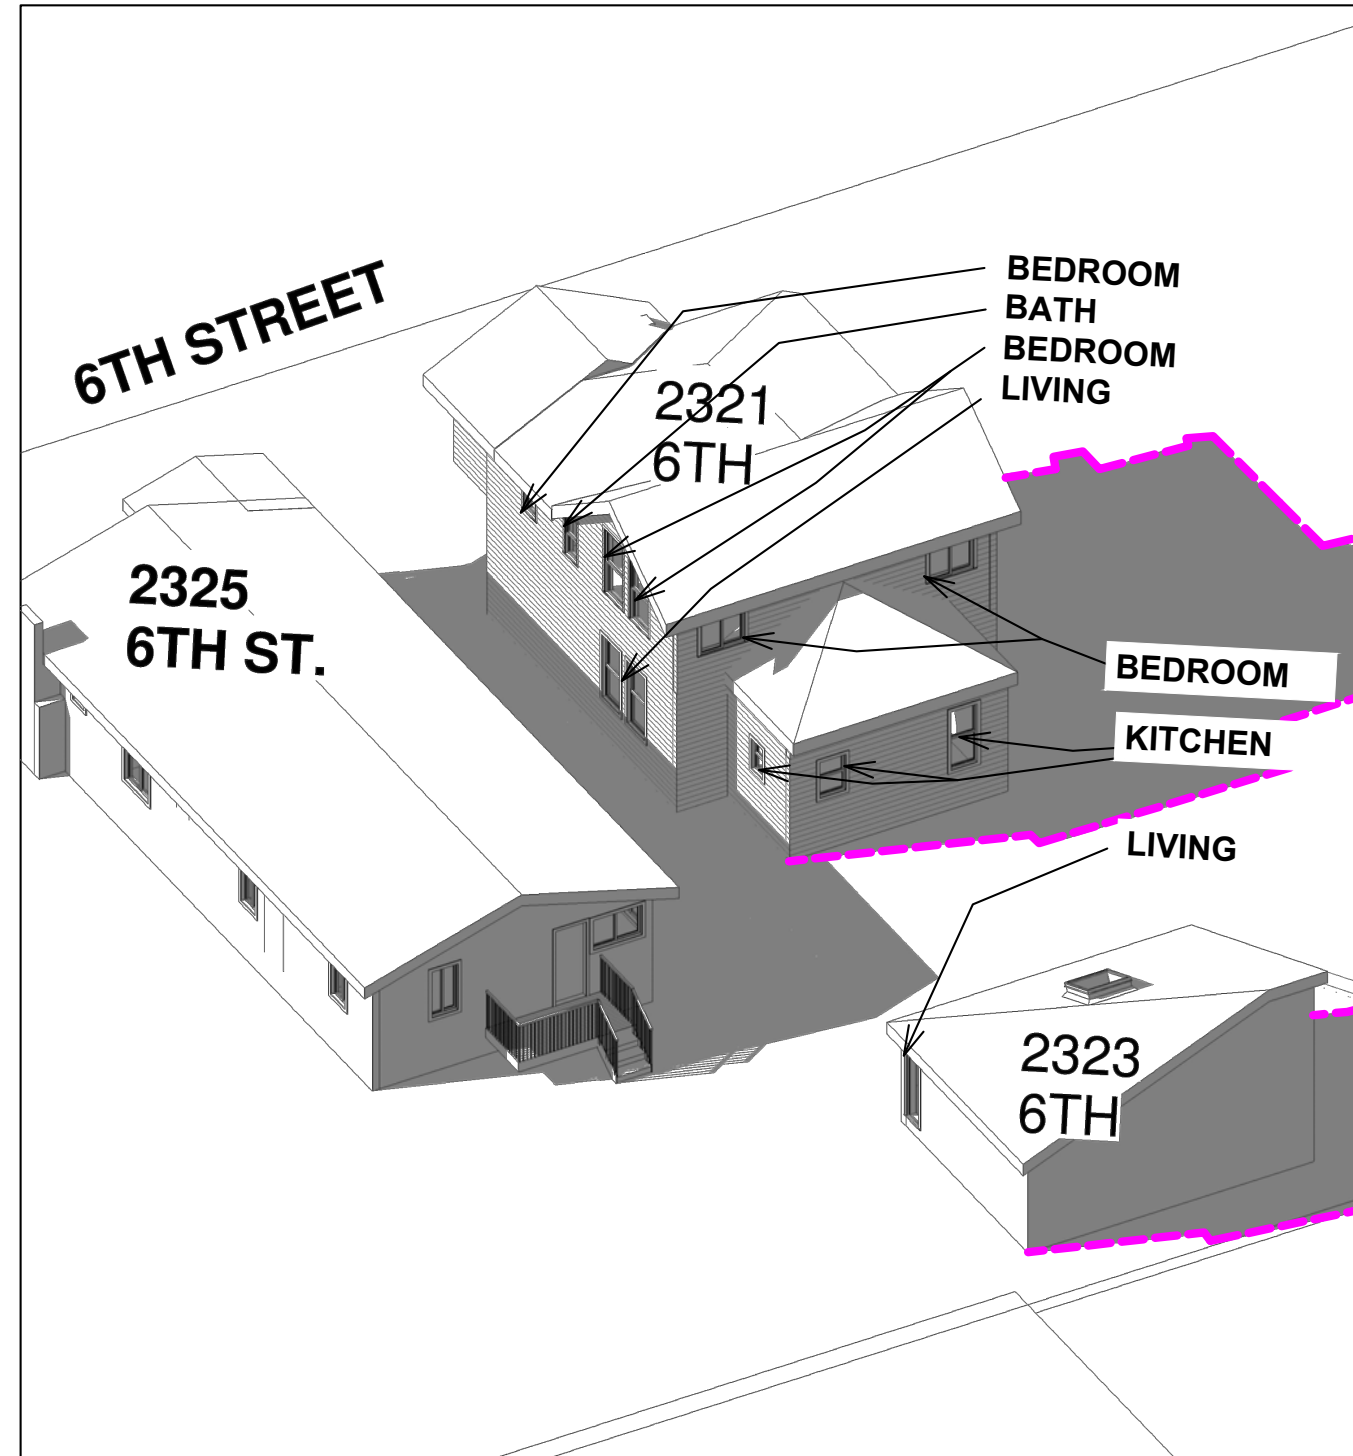 6TH STREET
BEDROOM
BATH
BEDROOM
LIVING
2321
6TH
2325
6TH ST.
BEDROOM
KITCHEN
LIVING
2323
6TH